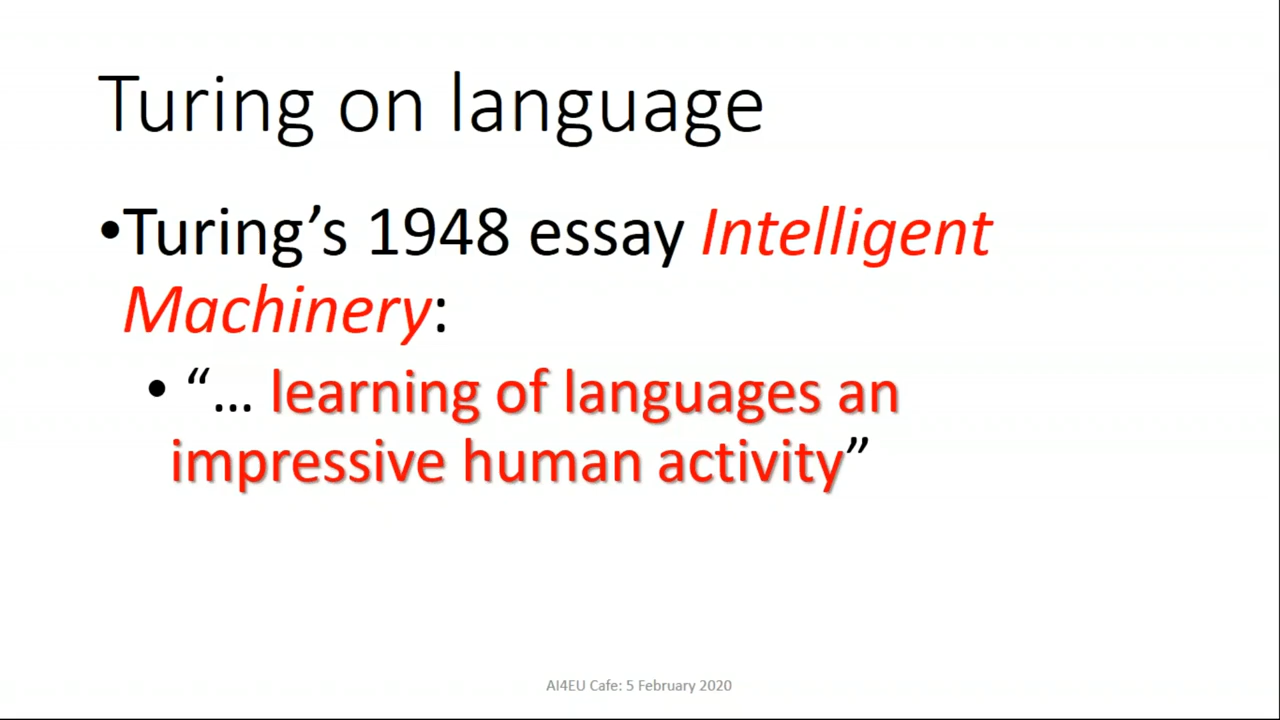 Turing on language
•Turing’s 1948 essay Intelligent
Machinery:
• “… learning of languages an
impressive human activity”
AI4EU Cafe: 5 February 2020